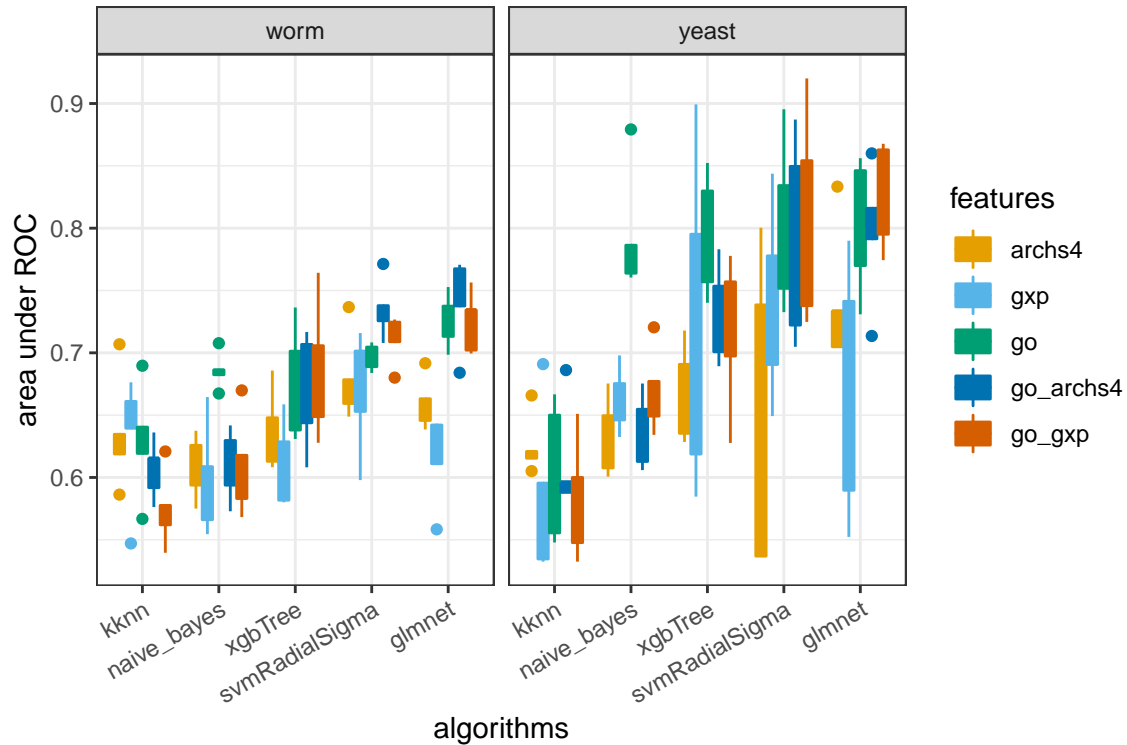 worm
yeast
area under ROC
0.9
0.8
0.7
0.6
kknn
naive_bayes
xgbTree
svmRadialSigma
glmnet
kknn
naive_bayes
xgbTree
svmRadialSigma
glmnet
algorithms
features
archs4
gxp
go
go_archs4
go_gxp